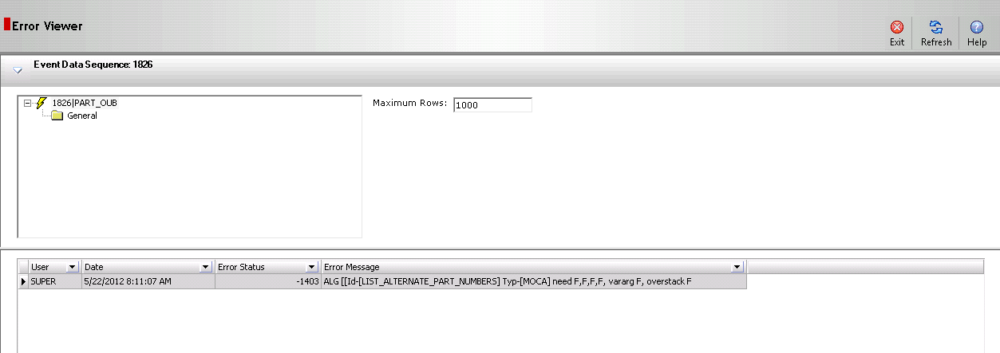 Error Viewer
Exit Refresh Help
Event Data Sequence: 1826
1826|PART_OUB
General
Maximum Rows: 1000
User Date Error Status Error Message
SUPER 5/22/2012 8:11:07 AM -1403 ALG [[Id-[LIST_ALTERNATE_PART_NUMBERS] Typ-[MOCA] need F,F,F,F, vararg F, overstack F